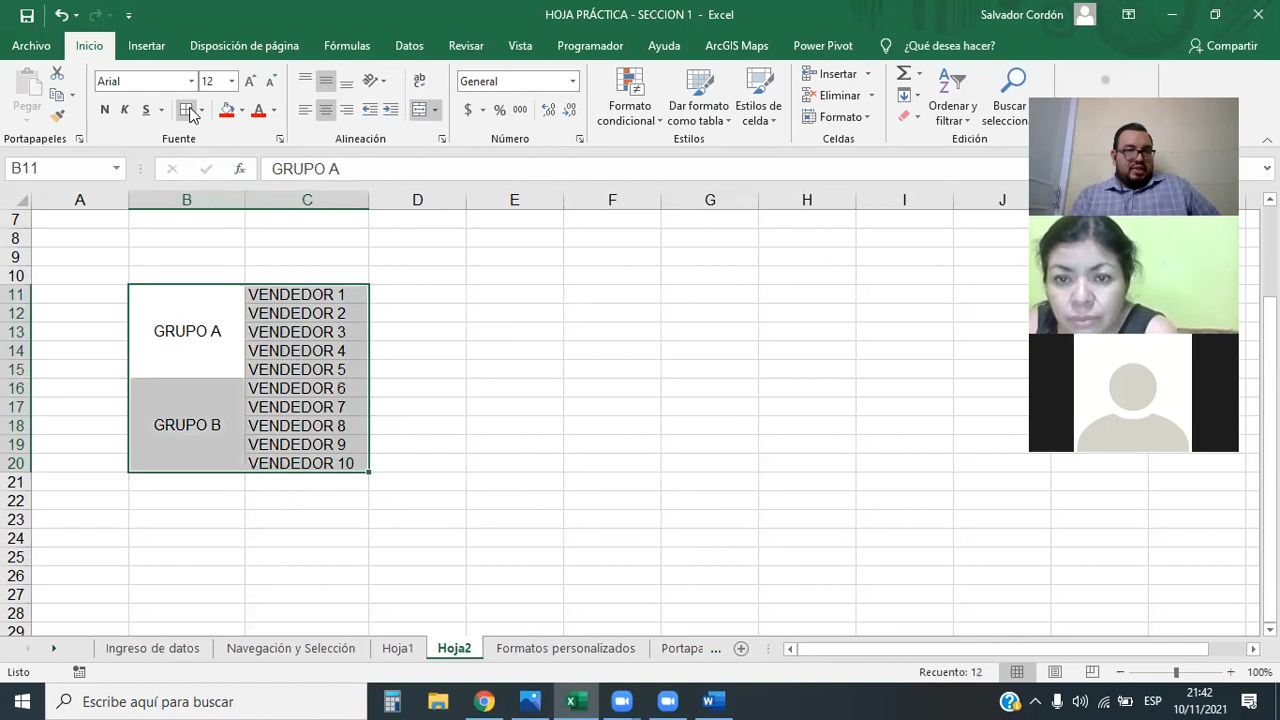 HOJA PRÁCTICA - SECCION 1 - Excel
Salvador Cordón
Archivo Inicio Insertar Disposición de página Fórmulas Datos Revisar Vista Programador Ayuda ArcGIS Maps Power Pivot ¿Qué desea hacer? Compartir
Pegar
Arial 12
N K S
General
$ % 000
Formato condicional
Dar formato como tabla
Estilos de celda
Insertar
Eliminar
Formato
Ordenar y filtrar
Buscar
Portapapeles Fuente Alineación Número Estilos Celdas Edición
B11 fx GRUPO A
A B C D E F G H I J
7
8
9
10
11 VENDEDOR 1
12 VENDEDOR 2
13 GRUPO A VENDEDOR 3
14 VENDEDOR 4
15 VENDEDOR 5
16 VENDEDOR 6
17 VENDEDOR 7
18 GRUPO B VENDEDOR 8
19 VENDEDOR 9
20 VENDEDOR 10
21
22
23
24
25
26
27
28
29
Ingreso de datos Navegación y Selección Hoja1 Hoja2 Formatos personalizados Portapa ...
Listo Recuento: 12 100%
Escribe aquí para buscar ESP 21:42
10/11/2021